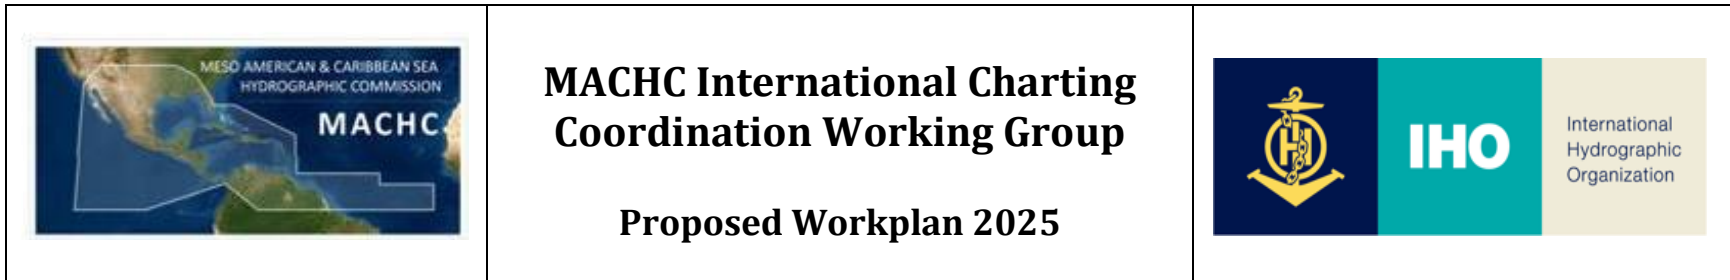 MESO AMERICAN & CARIBBEAN SEA
HYDROGRAPHIC COMMISSION
MACHC
MACHC International Charting
Coordination Working Group
Proposed Workplan 2025
IHO
International
Hydrographic
Organization